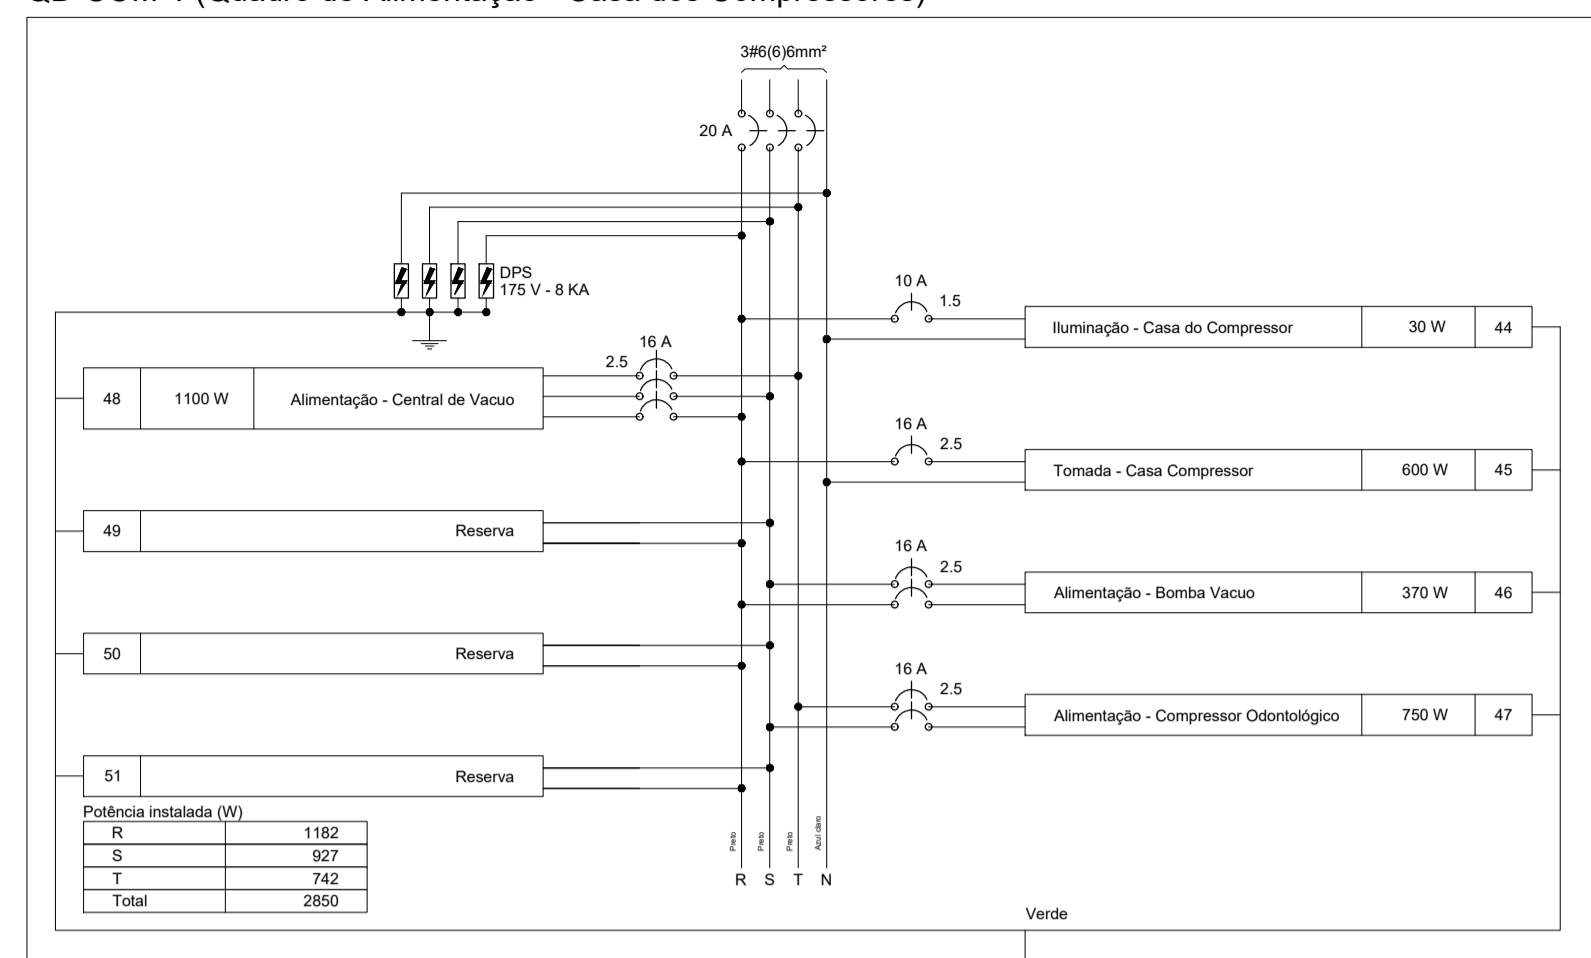 3#6(6)6mm²
20 A
DPS
175 V - 8 KA
10 A
1.5
Iluminação - Casa do Compressor 30 W 44
16 A
2.5
48 1100 W Alimentação - Central de Vacuo
16 A
2.5
Tomada - Casa Compressor 600 W 45
49 Reserva
16 A
2.5
Alimentação - Bomba Vacuo 370 W 46
50 Reserva
16 A
2.5
Alimentação - Compressor Odontológico 750 W 47
51 Reserva
Potência instalada (W)
R 1182
S 927
T 742
Total 2850
Preto
Preto
Preto
Azul claro
R S T N
Verde